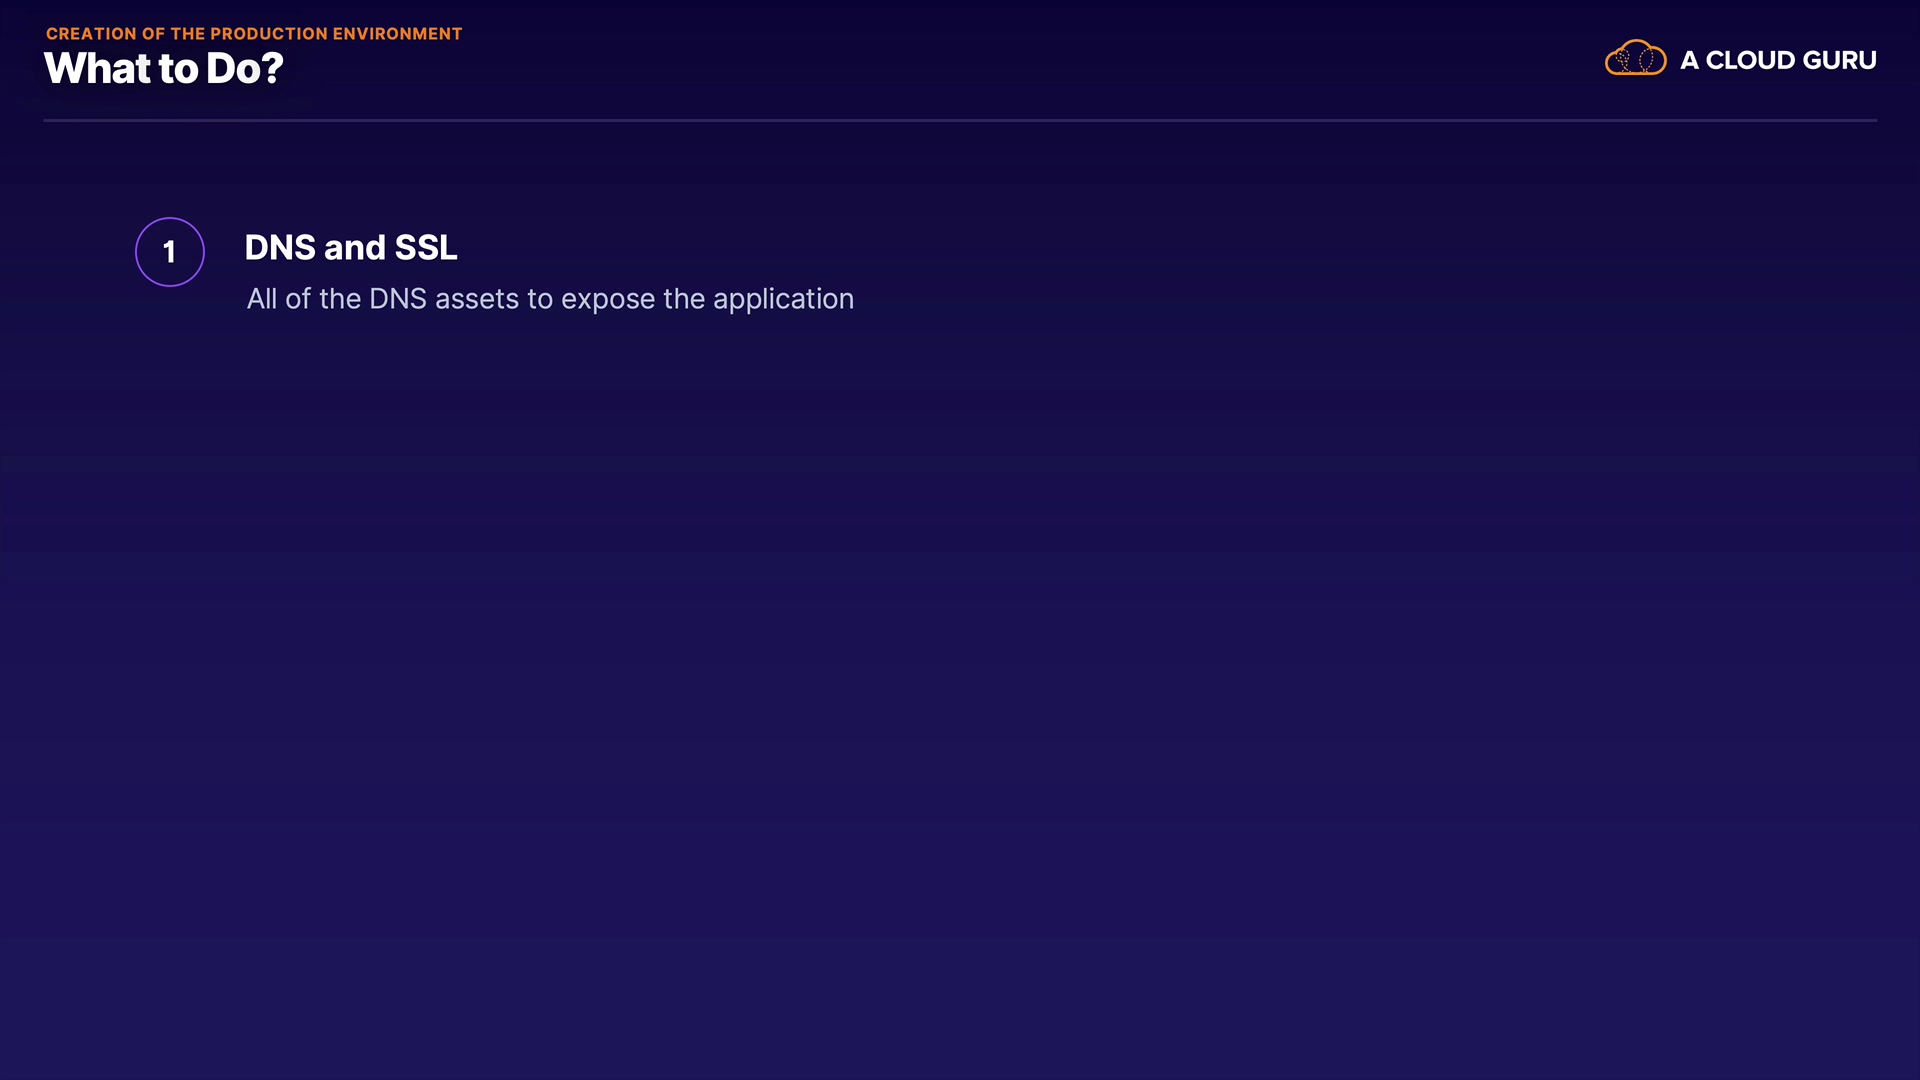 CREATION OF THE PRODUCTION ENVIRONMENT
What to Do?
A CLOUD GURU
1
DNS and SSL
All of the DNS assets to expose the application